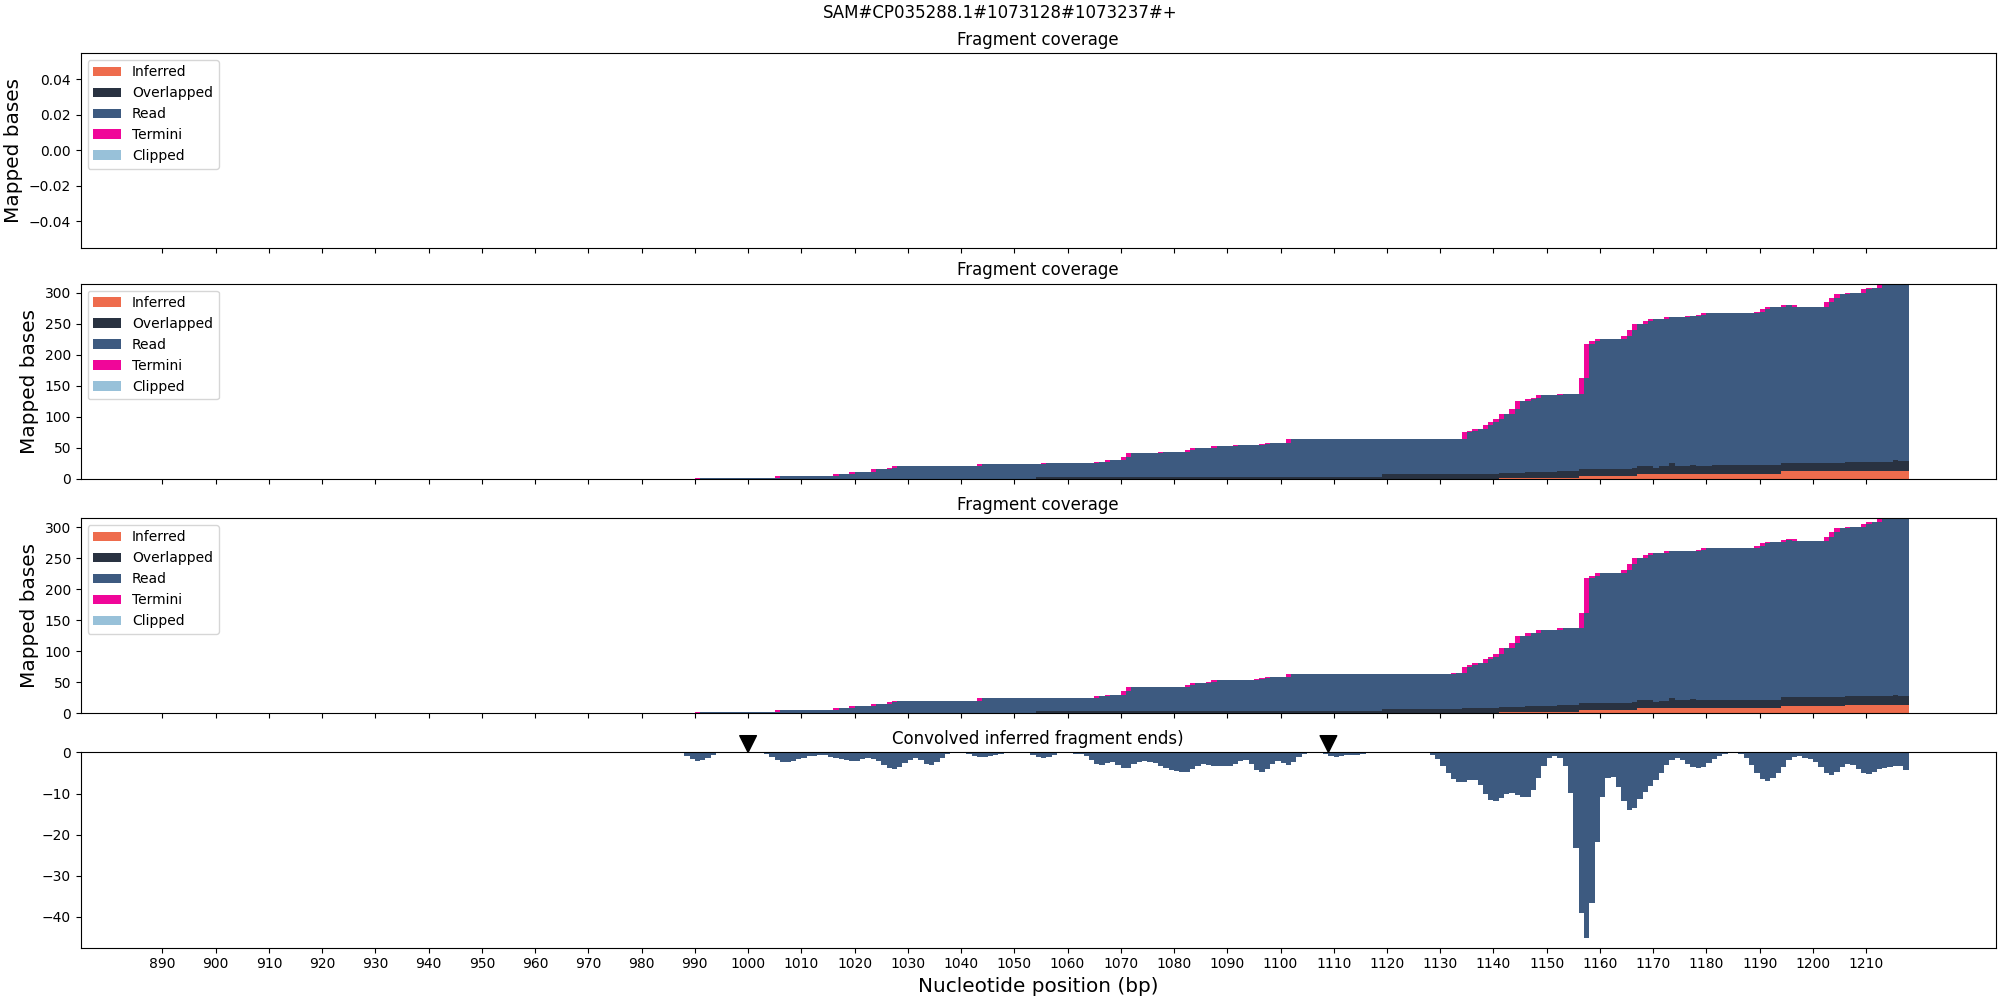 SAM#CP035288.1#1073128#1073237#+
Fragment coverage
Mapped bases
0.04
0.02
0.00
−0.02
−0.04
Inferred
Overlapped
Read
Termini
Clipped
Fragment coverage
Mapped bases
300
250
200
150
100
50
0
Inferred
Overlapped
Read
Termini
Clipped
Fragment coverage
Mapped bases
300
250
200
150
100
50
0
Inferred
Overlapped
Read
Termini
Clipped
Convolved inferred fragment ends)
0
−10
−20
−30
−40
890 900 910 920 930 940 950 960 970 980 990 1000 1010 1020 1030 1040 1050 1060 1070 1080 1090 1100 1110 1120 1130 1140 1150 1160 1170 1180 1190 1200 1210
Nucleotide position (bp)